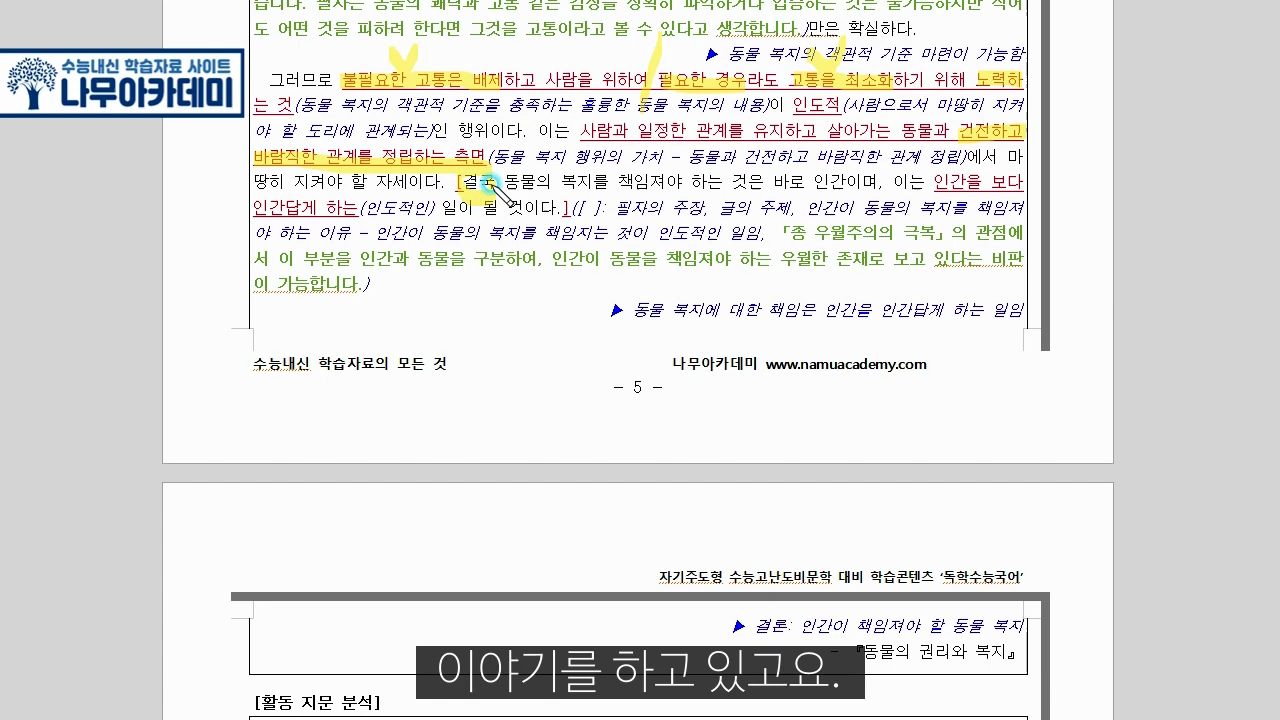 습니다. 필자는 동물의 쾌락과 고통 같은 감정을 정확히 파악하거나 입증하는 것은 불가능하지만 적어
도 어떤 것을 피하려 한다면 그것을 고통이라고 볼 수 있다고 생각합니다.)만은 확실하다.
▶ 동물 복지의 객관적 기준 마련이 가능함
수능내신 학습자료 사이트
나무아카데미
그러므로 불필요한 고통은 배제하고 사람을 위하여 필요한 경우라도 고통을 최소화하기 위해 노력하
는 것(동물 복지의 객관적 기준을 충족하는 훌륭한 동물 복지의 내용)이 인도적(사람으로서 마땅히 지켜
야 할 도리에 관계되는)인 행위이다. 이는 사람과 일정한 관계를 유지하고 살아가는 동물과 건전하고
바람직한 관계를 정립하는 측면(동물 복지 행위의 가치 - 동물과 건전하고 바람직한 관계 정립)에서 마
땅히 지켜야 할 자세이다. [결국 동물의 복지를 책임져야 하는 것은 바로 인간이며, 이는 인간을 보다
인간답게 하는(인도적인) 일이 될 것이다.]([ ]: 필자의 주장, 글의 주제, 인간이 동물의 복지를 책임져
야 하는 이유 - 인간이 동물의 복지를 책임지는 것이 인도적인 일임, 「종 우월주의의 극복」의 관점에
서 이 부분을 인간과 동물을 구분하여, 인간이 동물을 책임져야 하는 우월한 존재로 보고 있다는 비판
이 가능합니다.)
▶ 동물 복지에 대한 책임은 인간을 인간답게 하는 일임
수능내신 학습자료의 모든 것 나무아카데미 www.namuacademy.com
- 5 -
자기주도형 수능고난도비문학 대비 학습콘텐츠 ‘독학수능국어’
▶ 결론: 인간이 책임져야 할 동물 복지
- 『동물의 권리와 복지』
이야기를 하고 있고요.
[활동 지문 분석]